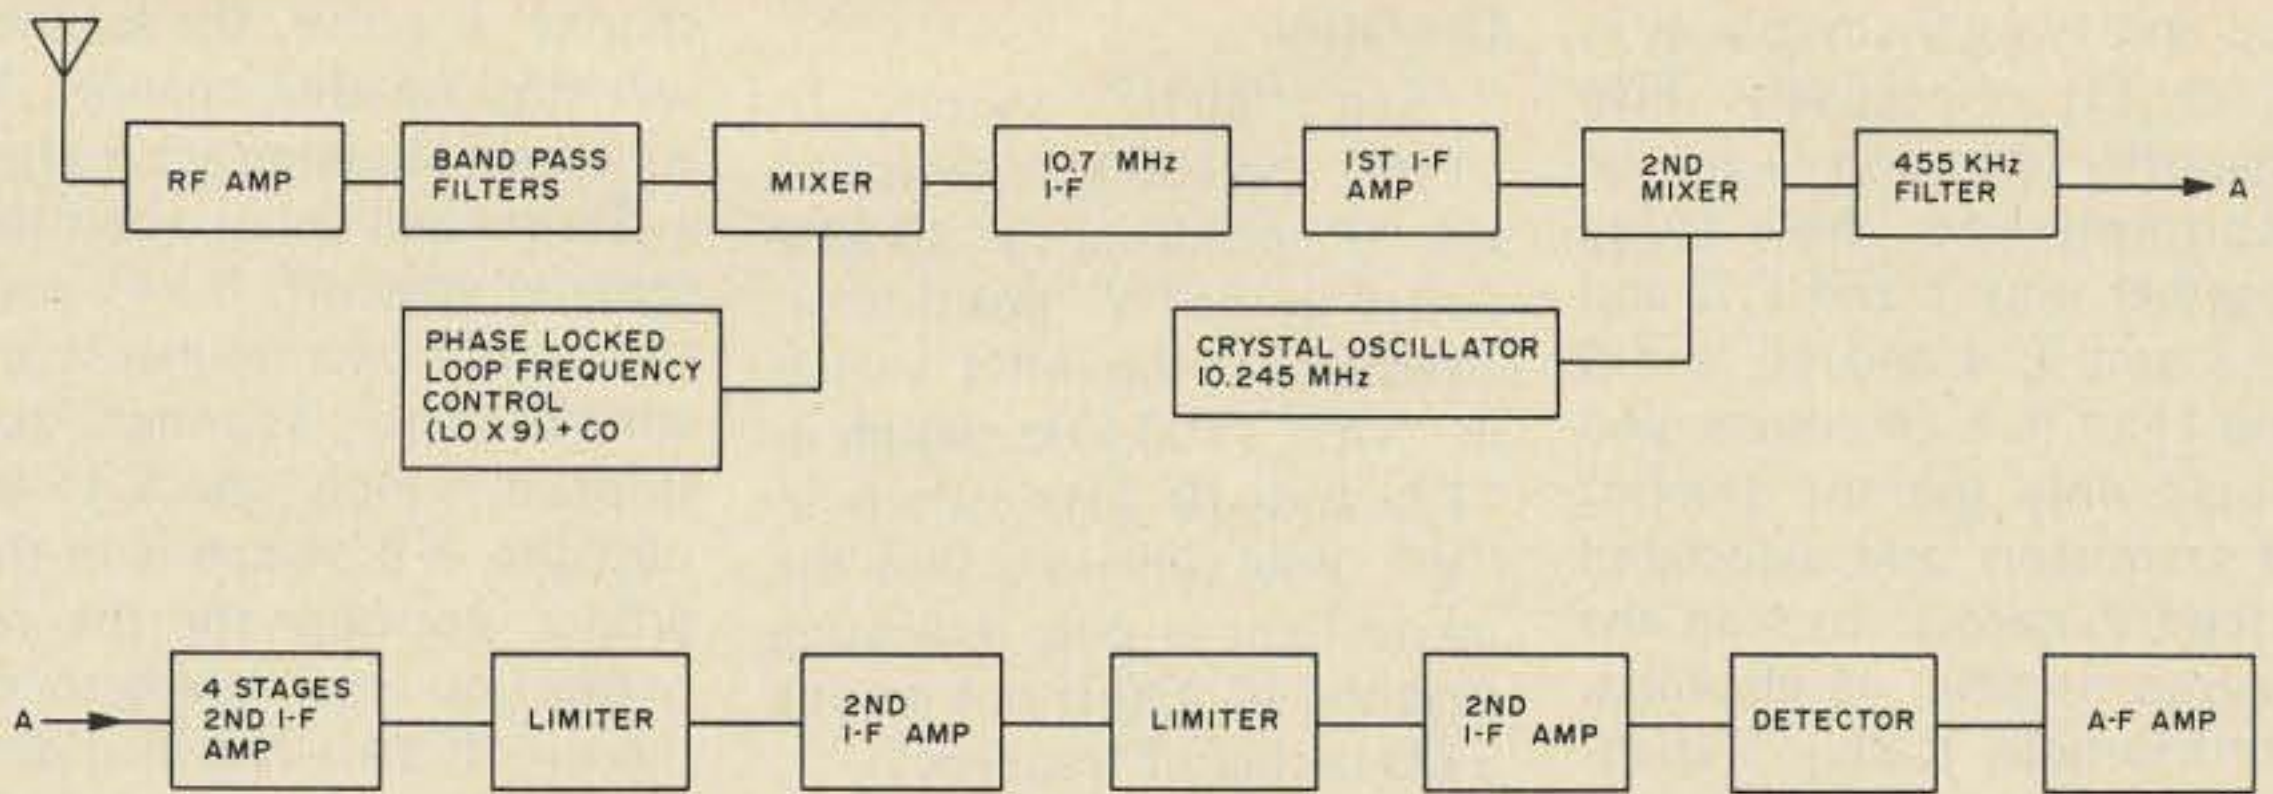 RF AMP
BAND PASS
FILTERS
MIXER
10.7 MHz
I-F
1ST I-F
AMP
2ND
MIXER
455 KHz
FILTER
A
PHASE LOCKED
LOOP FREQUENCY
CONTROL
(LO X 9) + CO
CRYSTAL OSCILLATOR
10.245 MHz
A
4 STAGES
2ND I-F
AMP
LIMITER
2ND
I-F AMP
LIMITER
2ND
I-F AMP
DETECTOR
A-F AMP